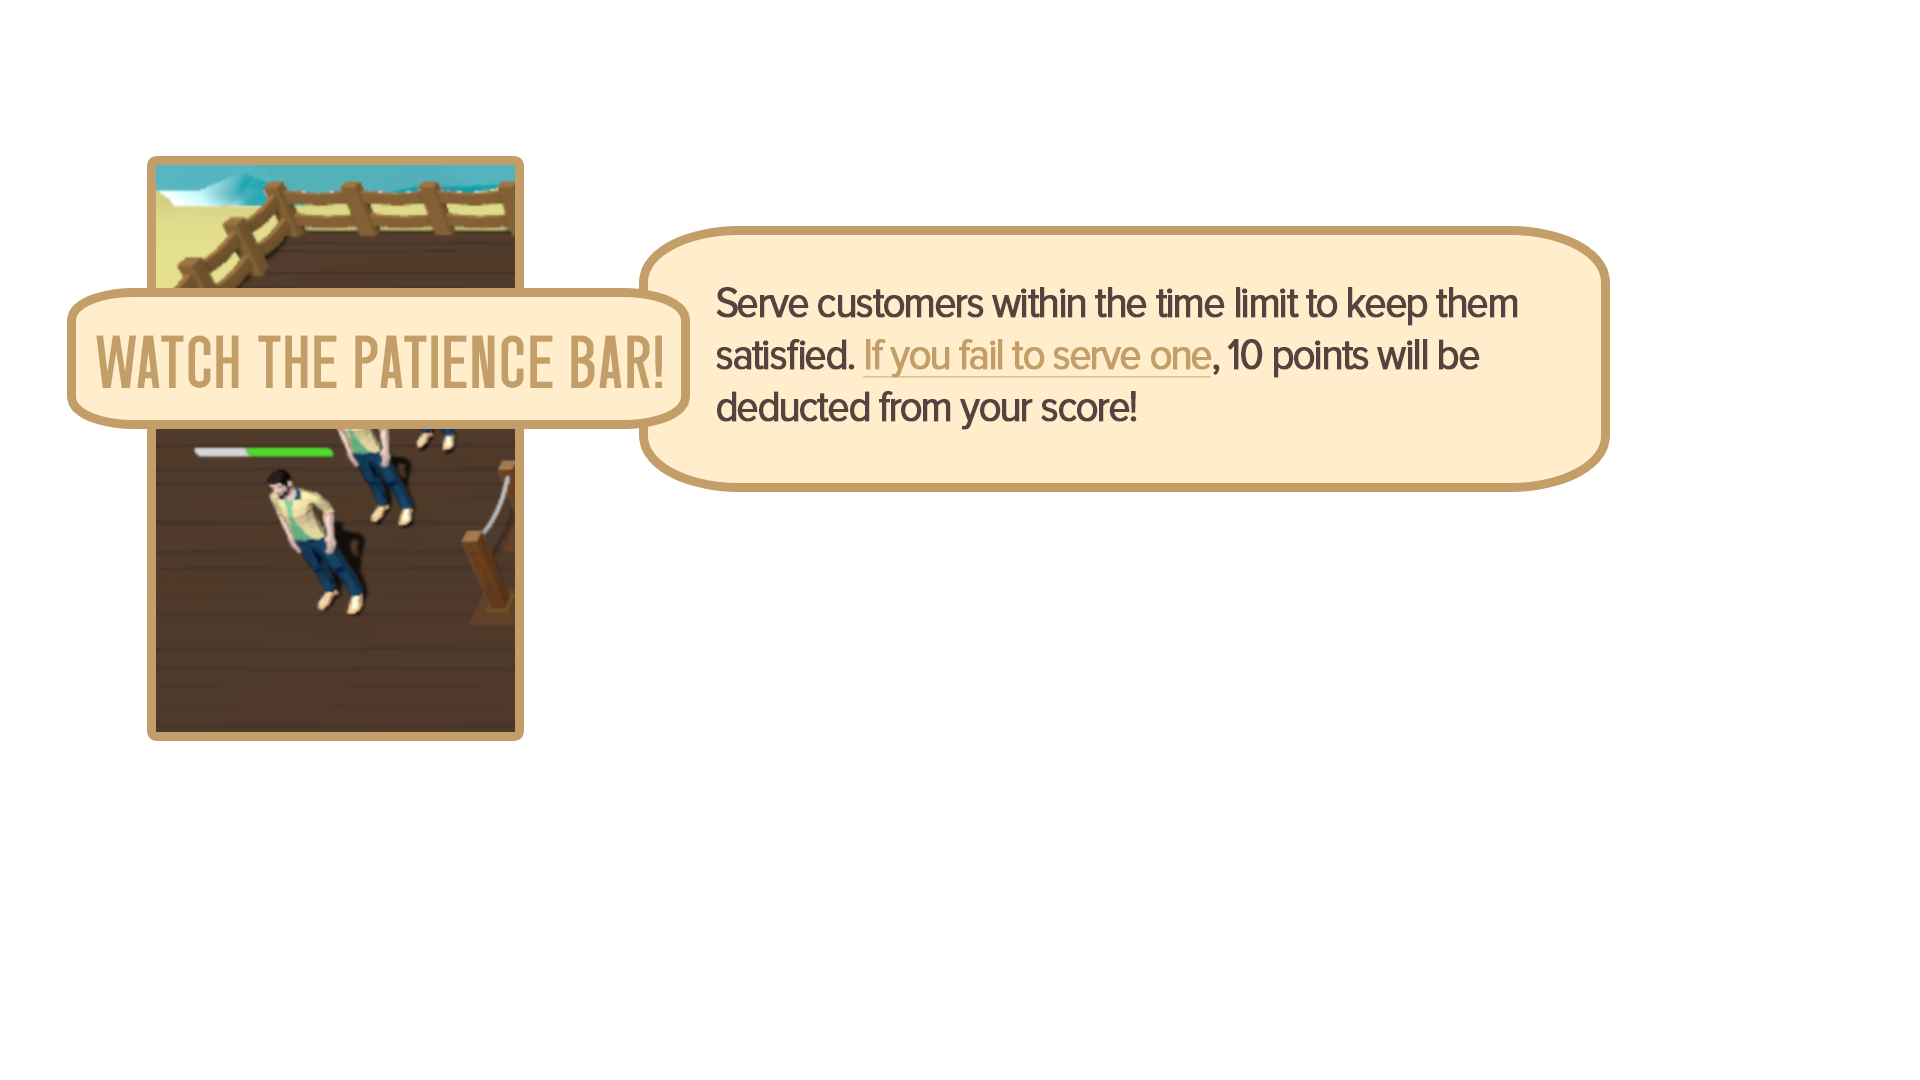 WATCH THE PATIENCE BAR!
Serve customers within the time limit to keep them
satisfied. If you fail to serve one, 10 points will be
deducted from your score!